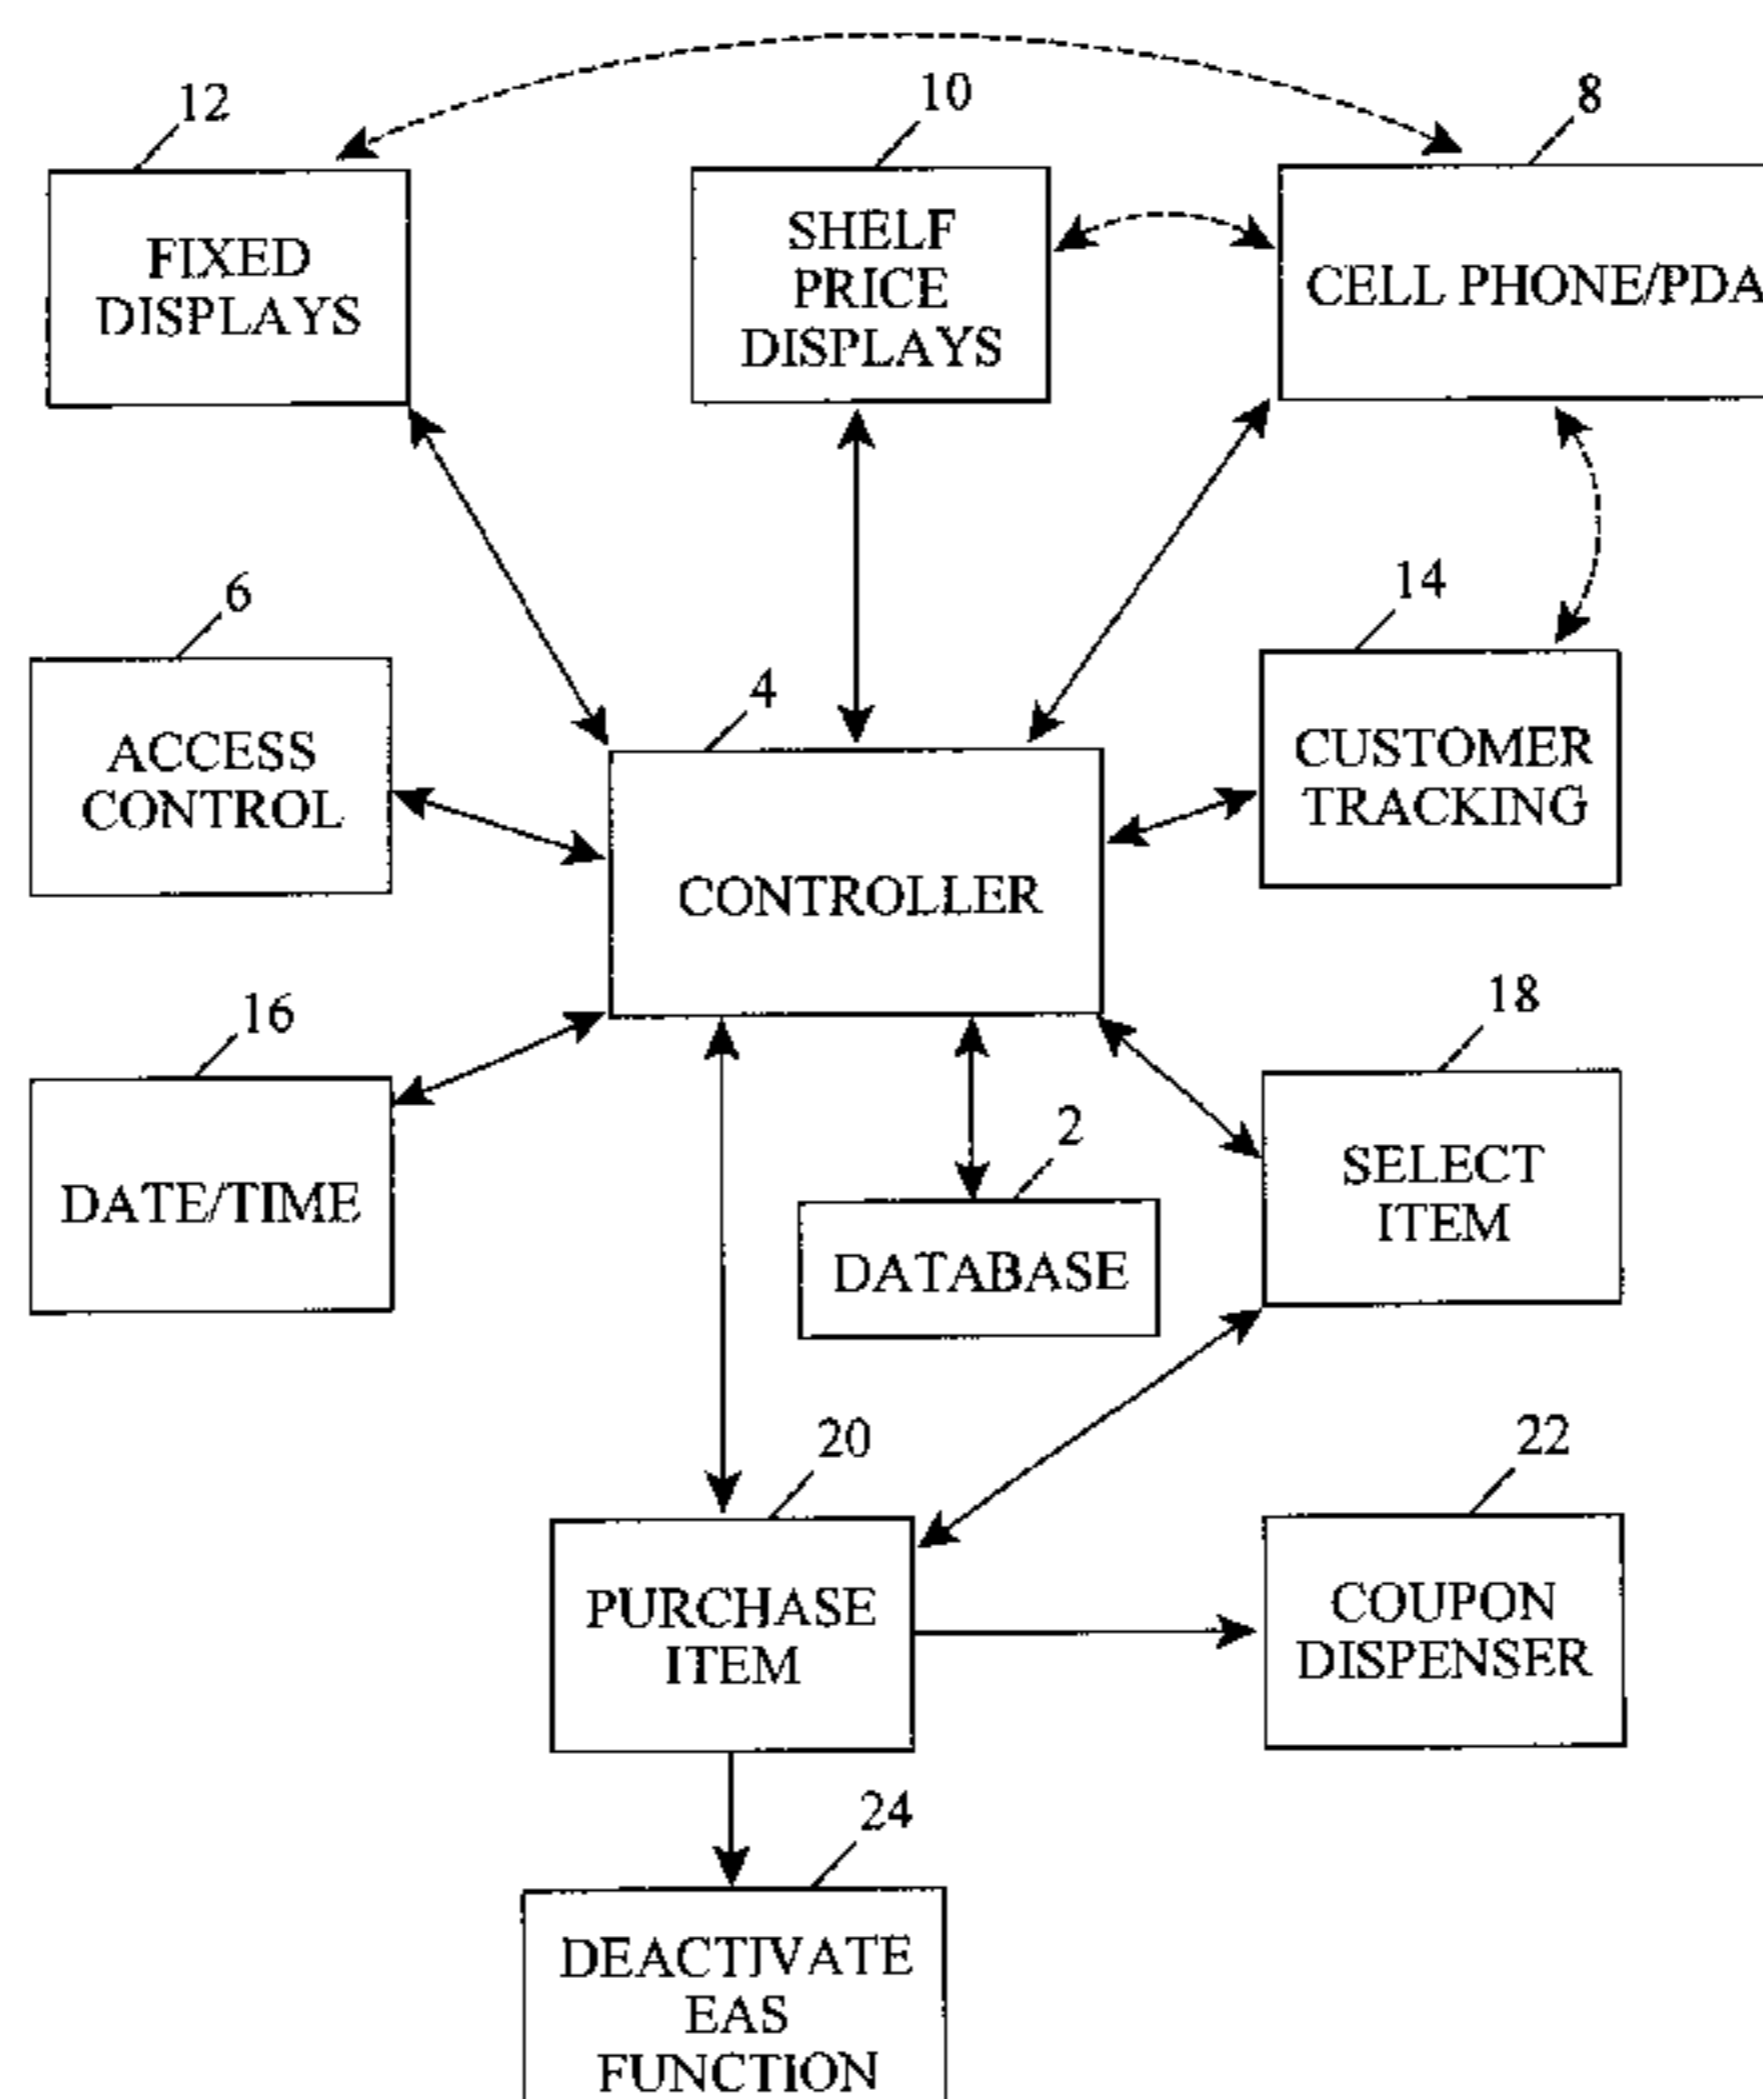 12
10
8
FIXED
DISPLAYS
SHELF
PRICE
DISPLAYS
CELL PHONE/PDA
6
4
14
ACCESS
CONTROL
CUSTOMER
TRACKING
CONTROLLER
16
18
2
DATE/TIME
DATABASE
SELECT
ITEM
20
22
PURCHASE
ITEM
COUPON
DISPENSER
24
DEACTIVATE
EAS
FUNCTION